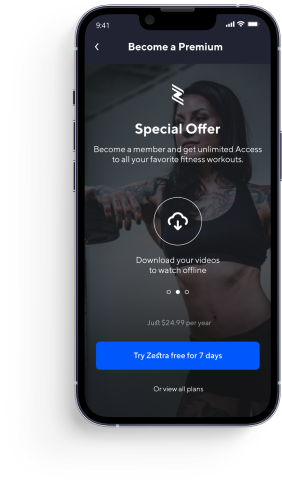 9:41
Become a Premium
Special Offer
Become a member and get unlimited Access
to all your favorite fitness workouts.
Download your videos
to watch offline
Just $24.99 per year
Try Zestra free for 7 days
Or view all plans